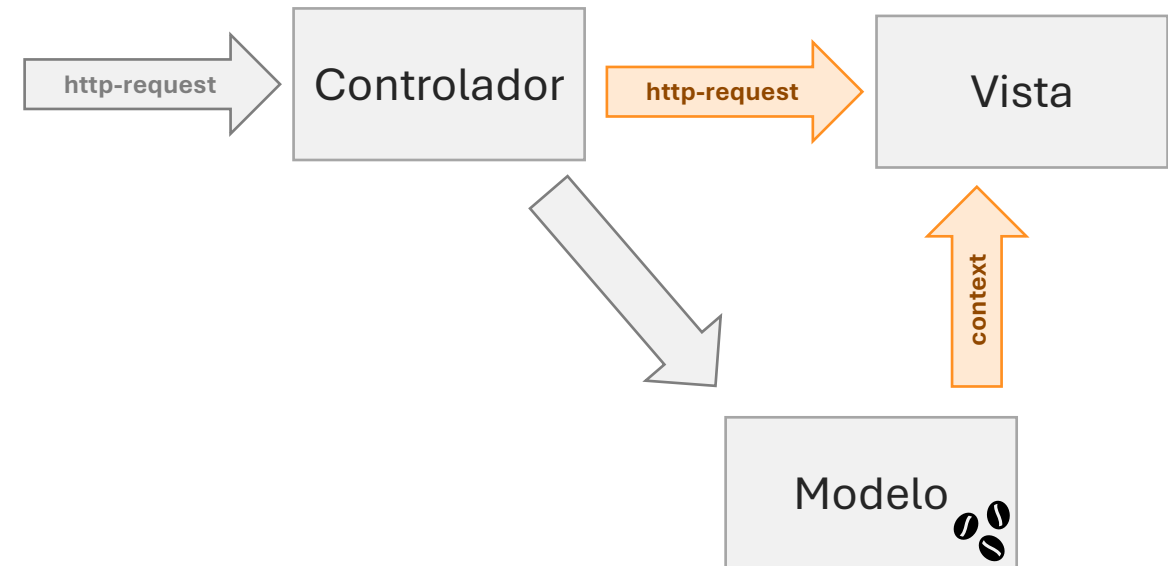 http-request
Controlador
http-request
Vista
context
Modelo